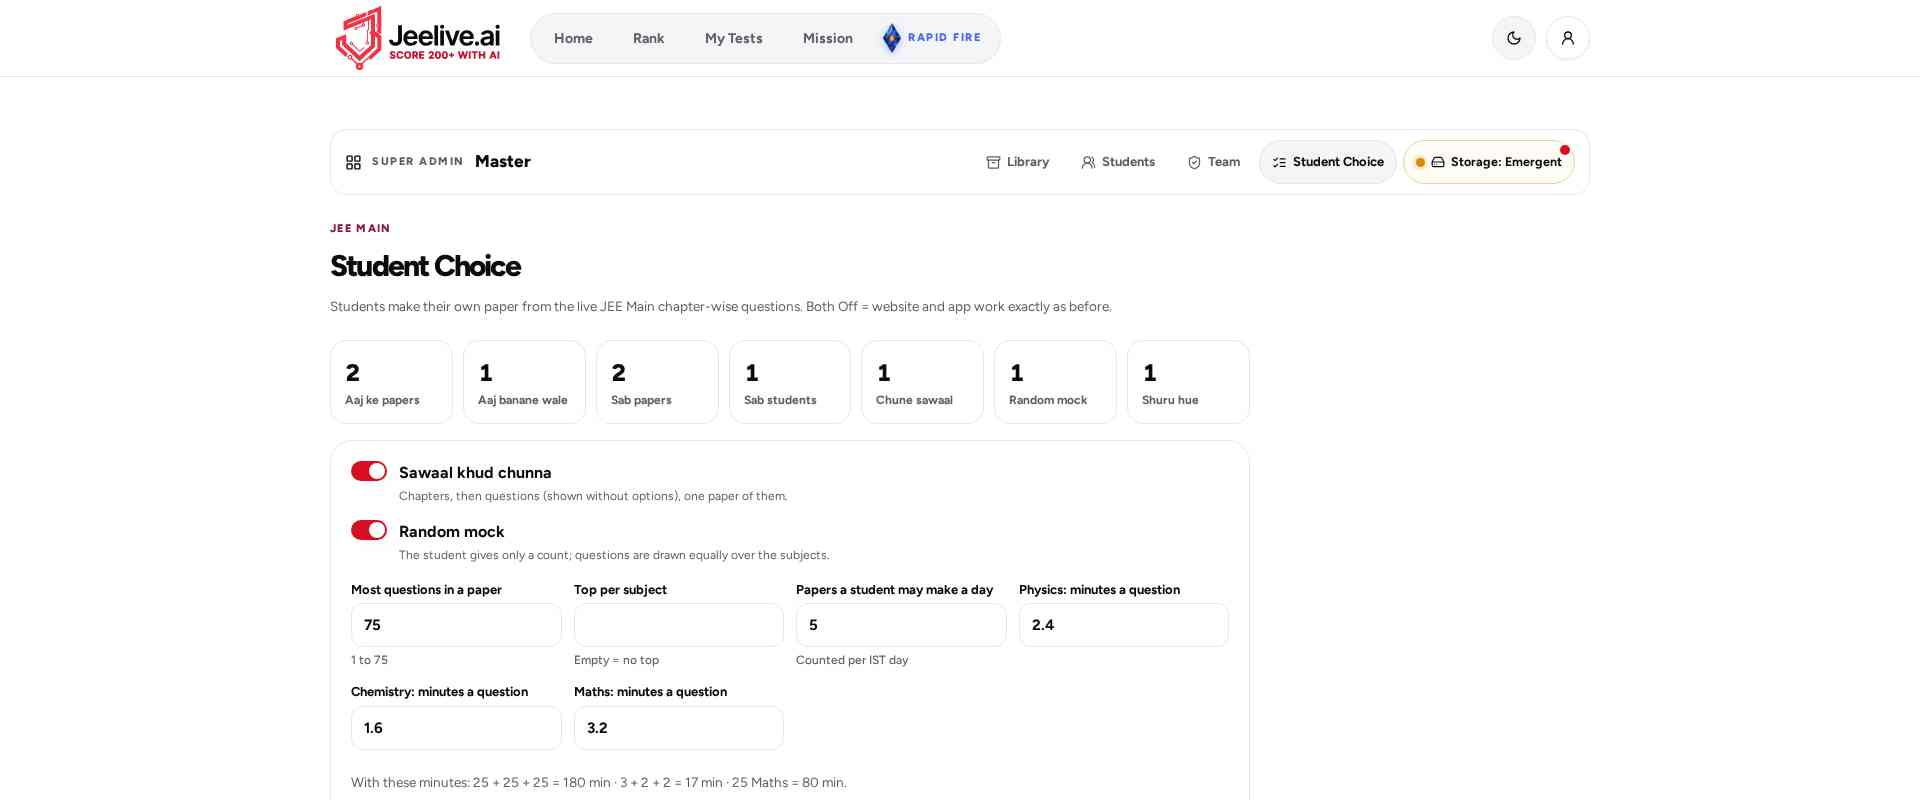 Jeelive.ai
SCORE 200+ WITH AI
Home Rank My Tests Mission RAPID FIRE
SUPER ADMIN Master Library Students Team Student Choice Storage: Emergent
JEE MAIN
Student Choice
Students make their own paper from the live JEE Main chapter-wise questions. Both Off = website and app work exactly as before.
2 1 2 1 1 1 1
Aaj ke papers Aaj banane wale Sab papers Sab students Chune sawaal Random mock Shuru hue
Sawaal khud chunna
Chapters, then questions (shown without options), one paper of them.
Random mock
The student gives only a count; questions are drawn equally over the subjects.
Most questions in a paper Top per subject Papers a student may make a day Physics: minutes a question
75 5 2.4
1 to 75 Empty = no top Counted per IST day
Chemistry: minutes a question Maths: minutes a question
1.6 3.2
With these minutes: 25 + 25 + 25 = 180 min · 3 + 2 + 2 = 17 min · 25 Maths = 80 min.